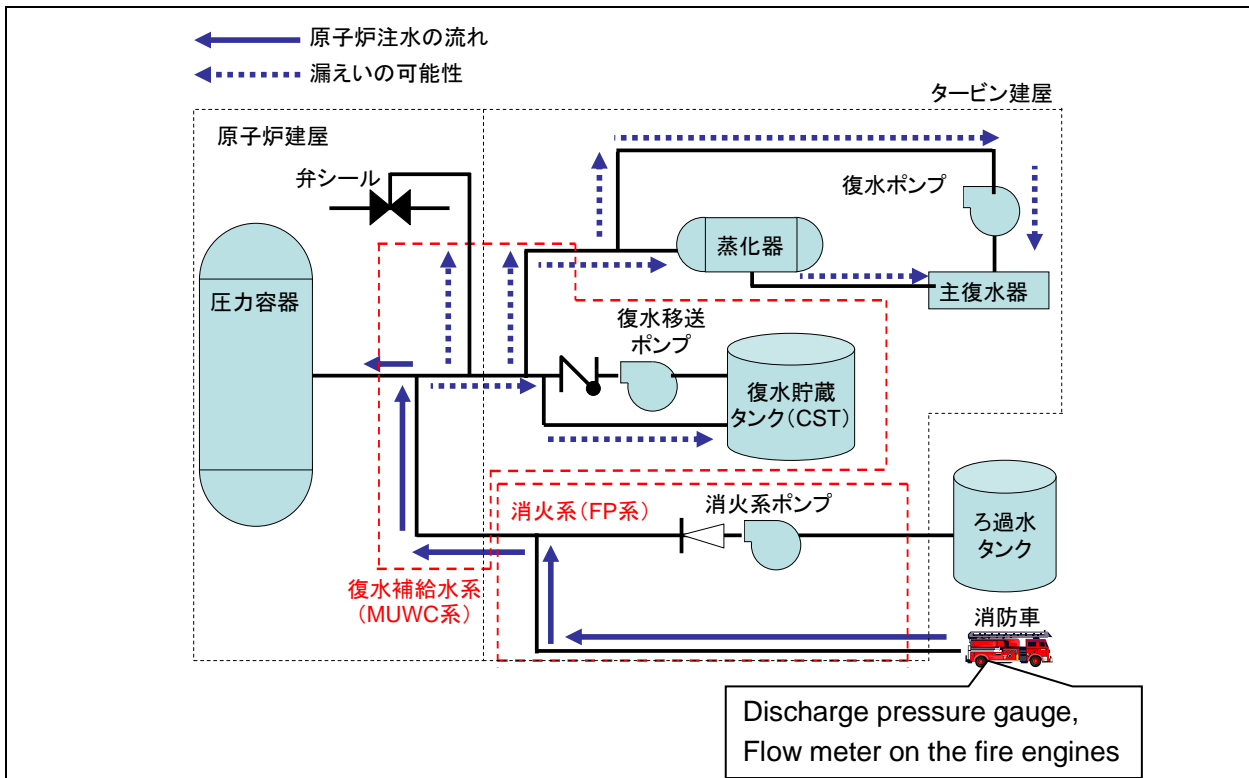 原子炉注水の流れ
漏えいの可能性
タービン建屋
原子炉建屋
弁シール
復水ポンプ
蒸化器
主復水器
圧力容器
復水移送
ポンプ
復水貯蔵
タンク(CST)
消火系(FP系)
消火系ポンプ
ろ過水
タンク
復水補給水系
(MUWC系)
消防車
Discharge pressure gauge,
Flow meter on the fire engines